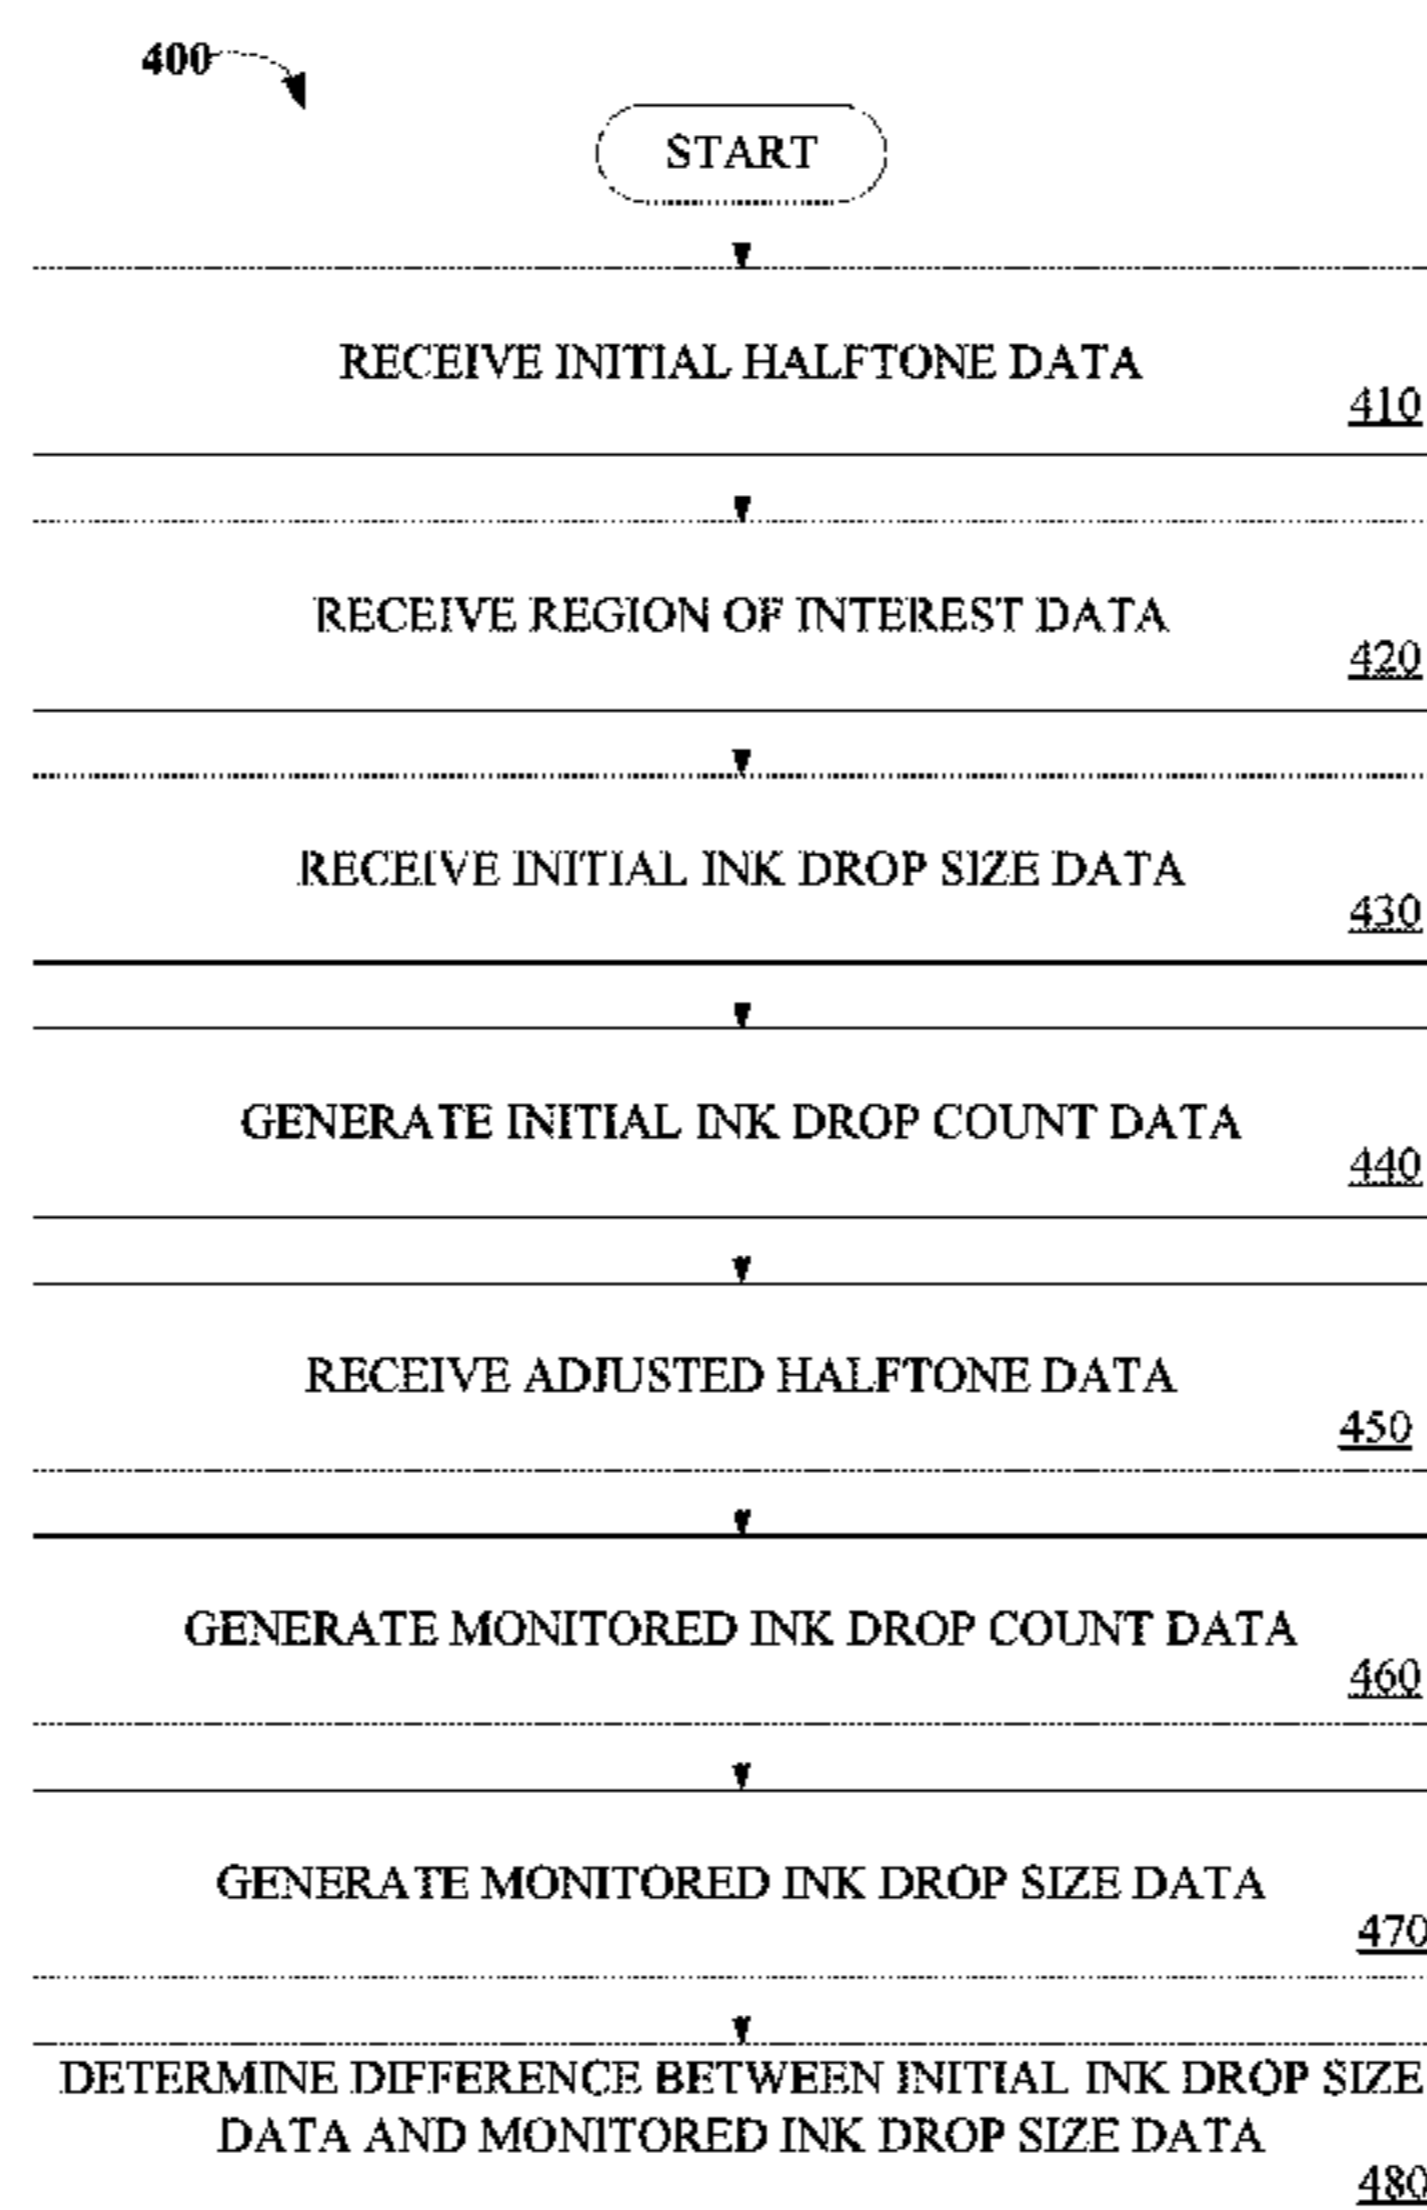 400
START
RECEIVE INITIAL HALFTONE DATA
410
RECEIVE REGION OF INTEREST DATA
420
RECEIVE INITIAL INK DROP SIZE DATA
430
GENERATE INITIAL INK DROP COUNT DATA
440
RECEIVE ADJUSTED HALFTONE DATA
450
GENERATE MONITORED INK DROP COUNT DATA
460
GENERATE MONITORED INK DROP SIZE DATA
470
DETERMINE DIFFERENCE BETWEEN INITIAL INK DROP SIZE
DATA AND MONITORED INK DROP SIZE DATA
480